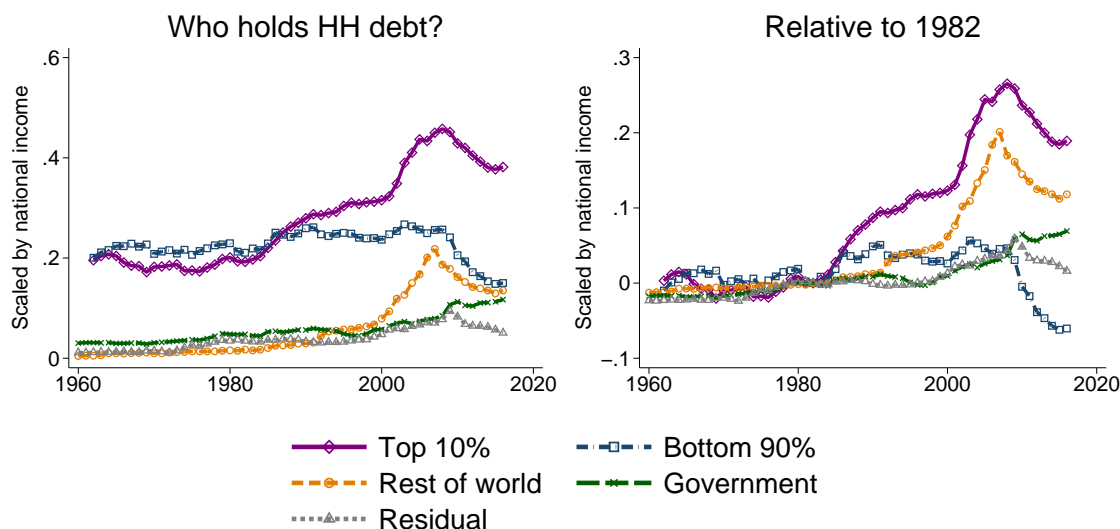 Who holds HH debt?
Scaled by national income
.6
.4
.2
0
1960 1980 2000 2020
Relative to 1982
Scaled by national income
.3
.2
.1
0
−.1
1960 1980 2000 2020
Top 10% Bottom 90%
Rest of world Government
Residual